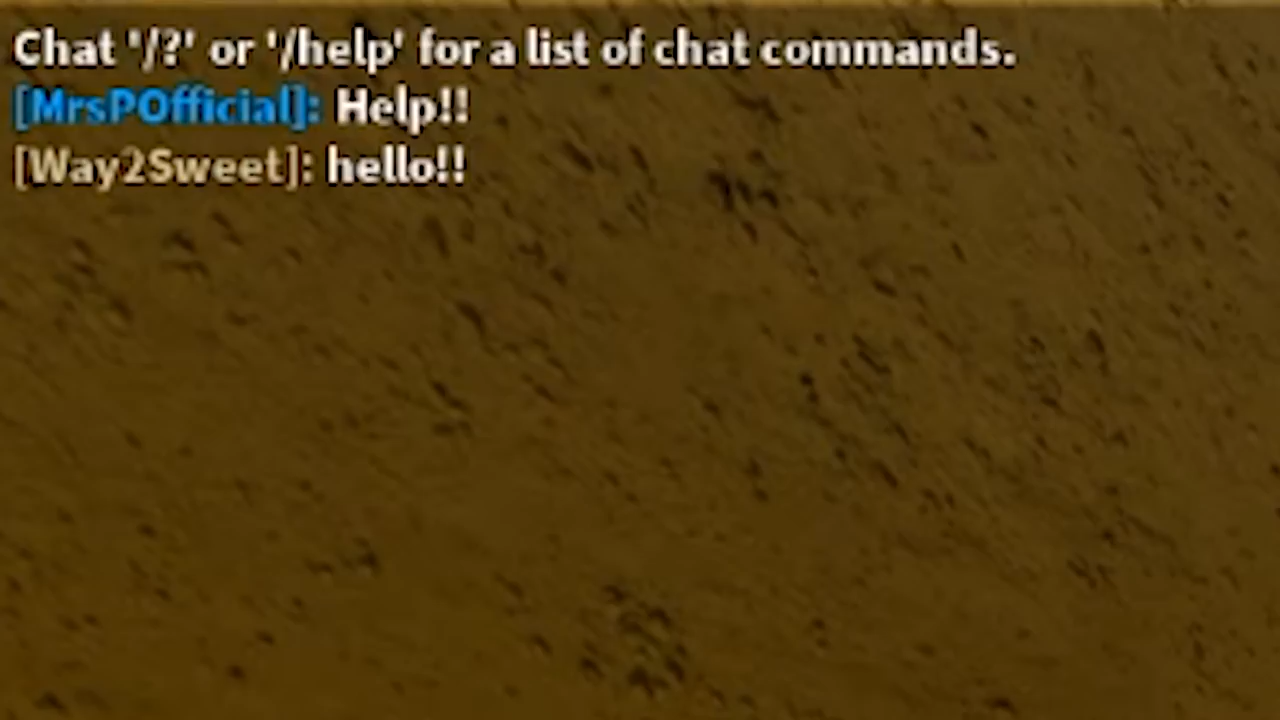 Chat '/?' or '/help' for a list of chat commands.
[MrsPOfficial]: Help!!
[Way2Sweet]: hello!!